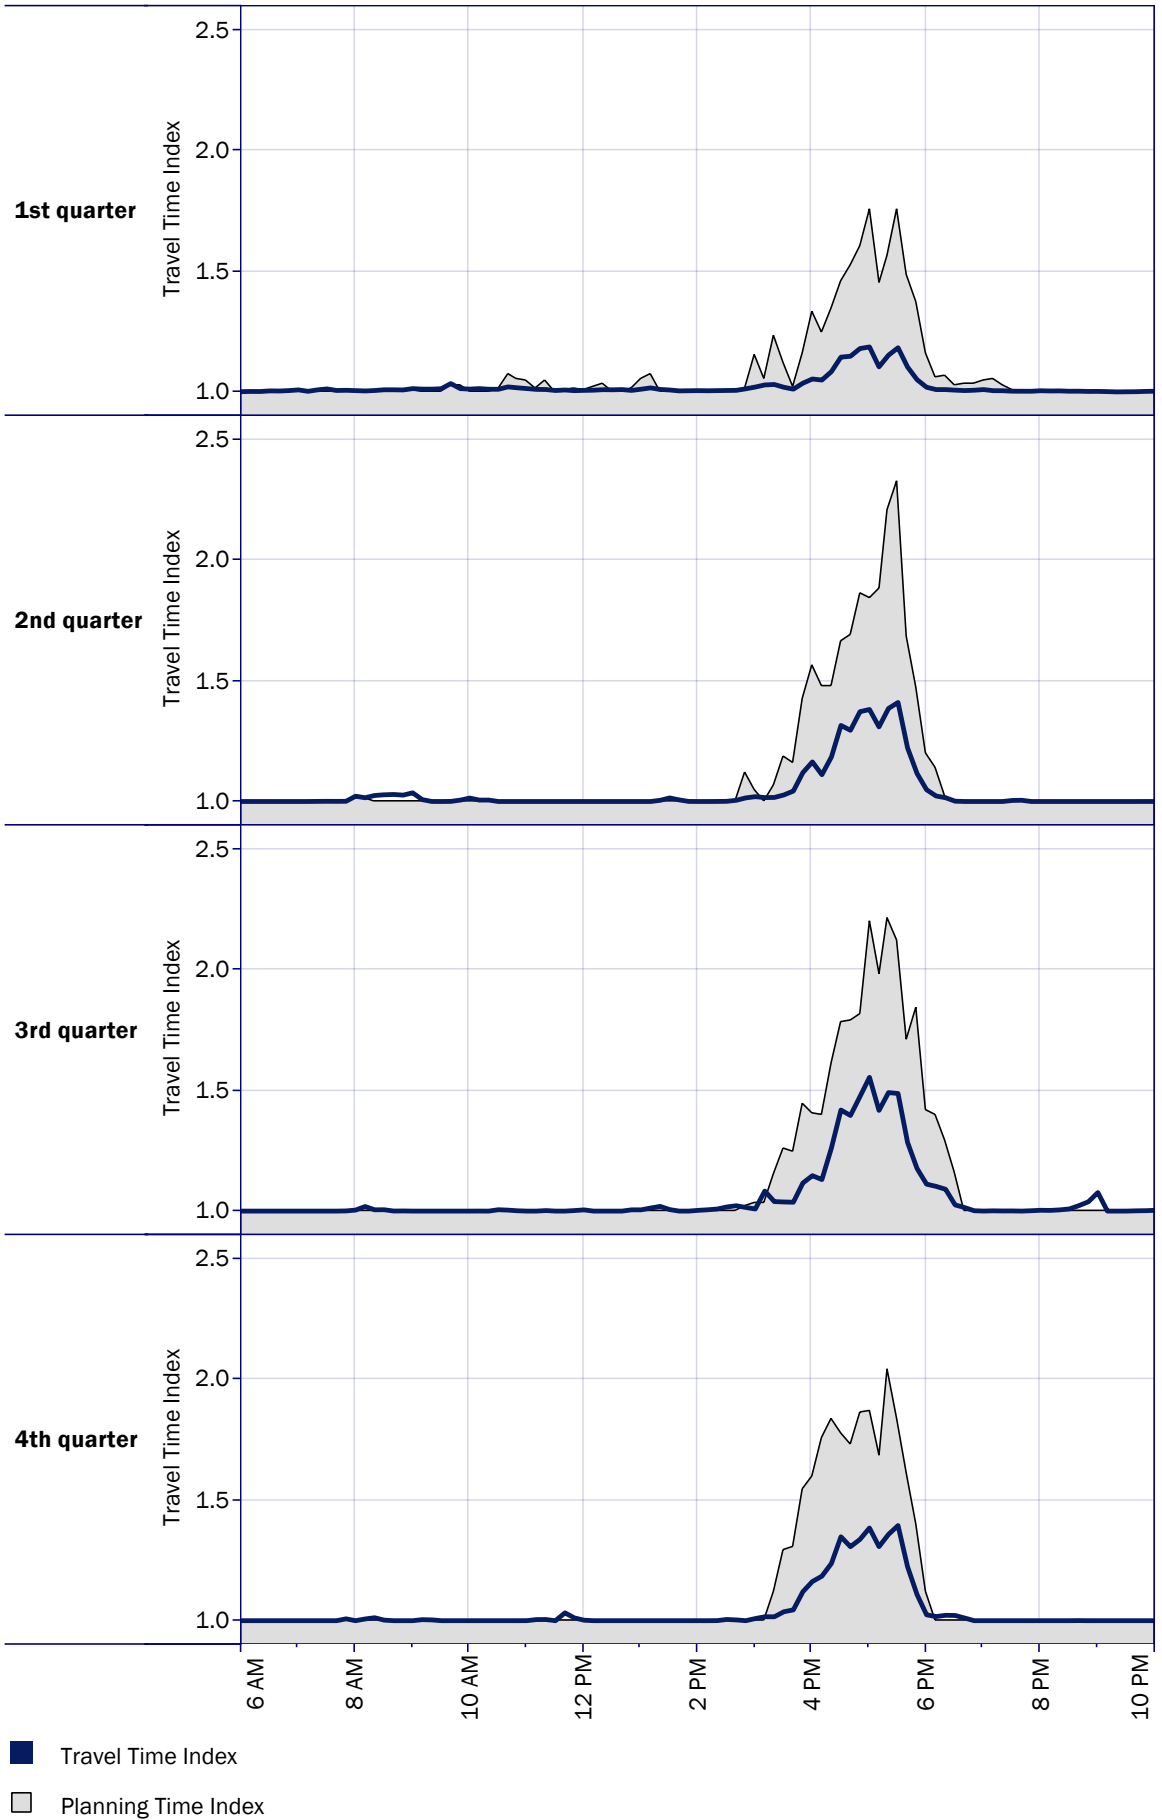 2.5
2.0
1st quarter
Travel Time Index
1.5
1.0
2.5
2.0
2nd quarter
Travel Time Index
1.5
1.0
2.5
2.0
3rd quarter
Travel Time Index
1.5
1.0
2.5
2.0
4th quarter
Travel Time Index
1.5
1.0
6 AM
8 AM
10 AM
12 PM
2 PM
4 PM
6 PM
8 PM
10 PM
Travel Time Index
Planning Time Index